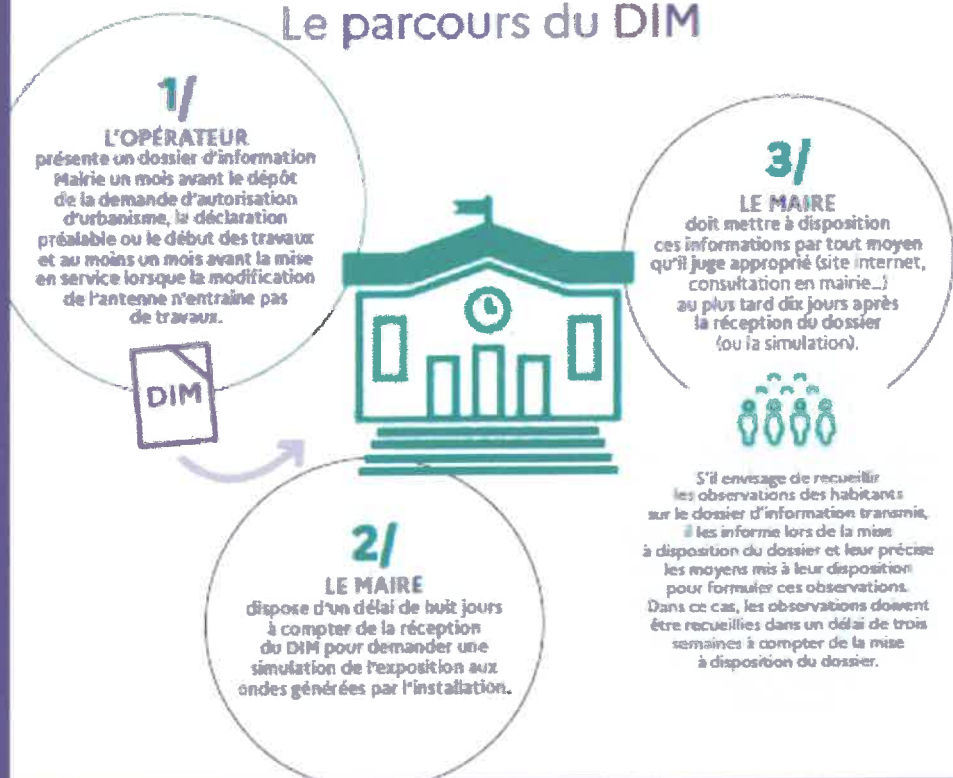 Le parcours du DIM
1/
L'OPÉRATEUR
présente un dossier d'information
Mairie un mois avant le dépôt
de la demande d'autorisation
d'urbanisme, la déclaration
préalable ou le début des travaux
et au moins un mois avant la mise
en service lorsque la modification
de l'antenne n'entraîne pas
de travaux.
DIM
2/
LE MAIRE
dispose d'un délai de huit jours
à compter de la réception
du DIM pour demander une
simulation de l'exposition aux
ondes générées par l'installation.
3/
LE MAIRE
doit mettre à disposition
ces informations par tout moyen
qu'il juge approprié (site internet,
consultation en mairie...)
au plus tard dix jours après
la réception du dossier
(ou la simulation).
S'il envisage de recueillir
les observations des habitants
sur le dossier d'information transmis,
il les informe lors de la mise
à disposition du dossier et leur précise
les moyens mis à leur disposition
pour formuler ces observations.
Dans ce cas, les observations doivent
être recueillies dans un délai de trois
semaines à compter de la mise
à disposition du dossier.